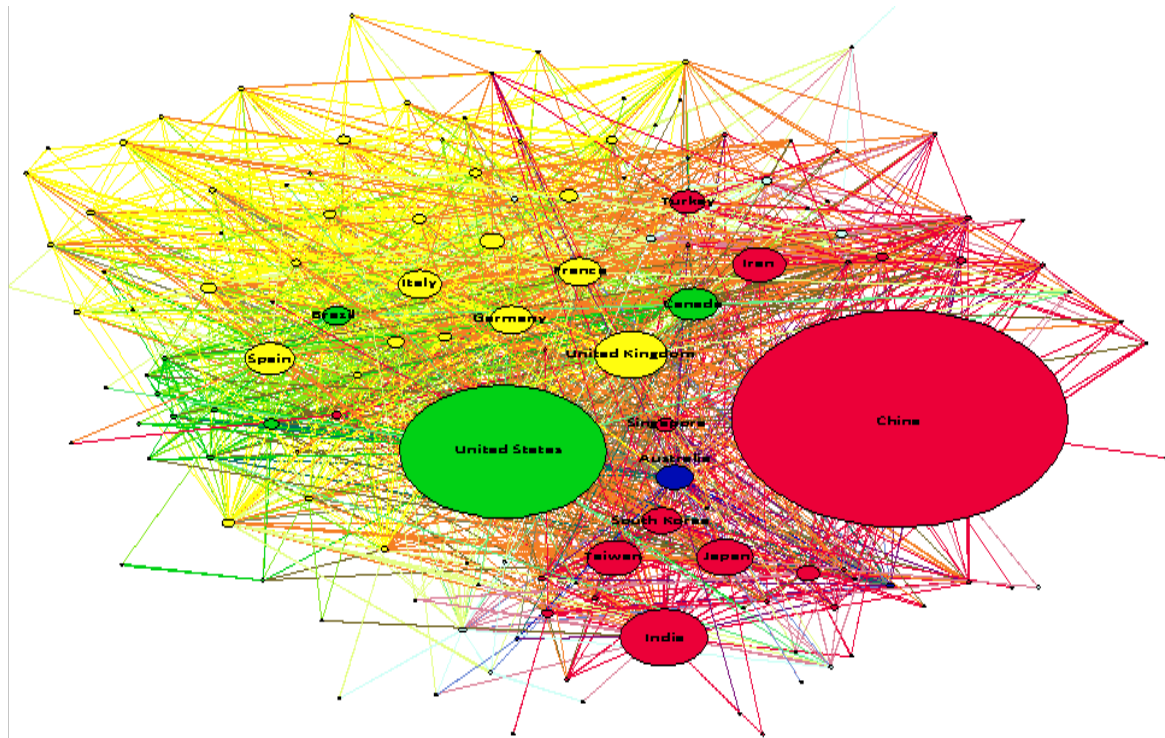 Turkey
Iran
France
Italy
Canada
Brazil
Germany
United Kingdom
Spain
China
Singapore
United States
Australia
South Korea
Taiwan
Japan
India